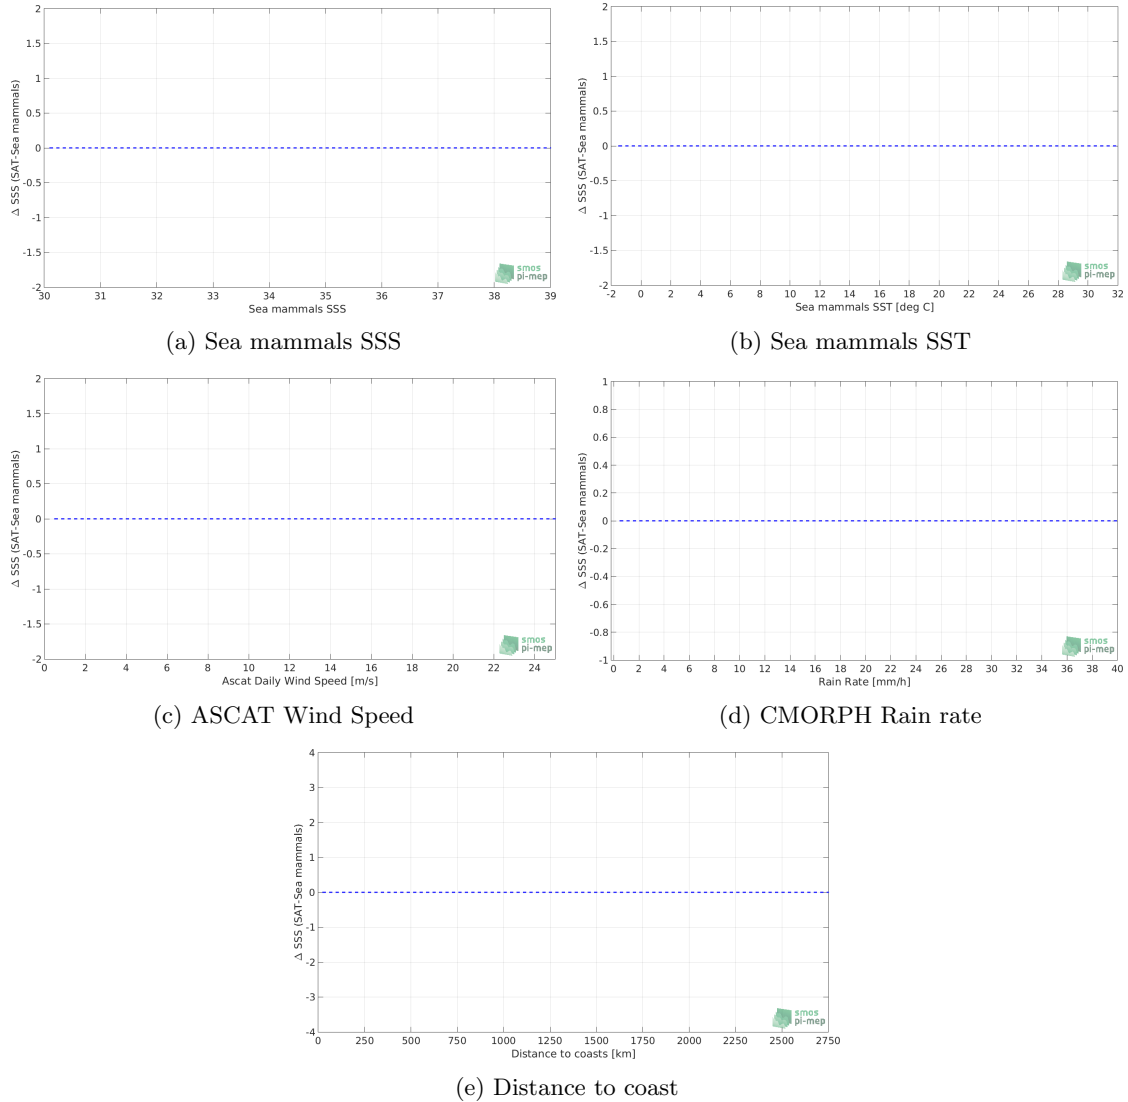 2
1.5
1
0.5
0
-0.5
-1
-1.5
-2
Δ SSS (SAT-Sea mammals)
30 31 32 33 34 35 36 37 38 39
Sea mammals SSS
smos
pi-mep
(a) Sea mammals SSS
2
1.5
1
0.5
0
-0.5
-1
-1.5
-2
Δ SSS (SAT-Sea mammals)
-2 0 2 4 6 8 10 12 14 16 18 20 22 24 26 28 30 32
Sea mammals SST [deg C]
smos
pi-mep
(b) Sea mammals SST
2
1.5
1
0.5
0
-0.5
-1
-1.5
-2
Δ SSS (SAT-Sea mammals)
0 2 4 6 8 10 12 14 16 18 20 22 24
Ascat Daily Wind Speed [m/s]
smos
pi-mep
(c) ASCAT Wind Speed
1
0.8
0.6
0.4
0.2
0
-0.2
-0.4
-0.6
-0.8
-1
Δ SSS (SAT-Sea mammals)
0 2 4 6 8 10 12 14 16 18 20 22 24 26 28 30 32 34 36 38 40
Rain Rate [mm/h]
smos
pi-mep
(d) CMORPH Rain rate
4
3
2
1
0
-1
-2
-3
-4
Δ SSS (SAT-Sea mammals)
0 250 500 750 1000 1250 1500 1750 2000 2250 2500 2750
Distance to coasts [km]
smos
pi-mep
(e) Distance to coast